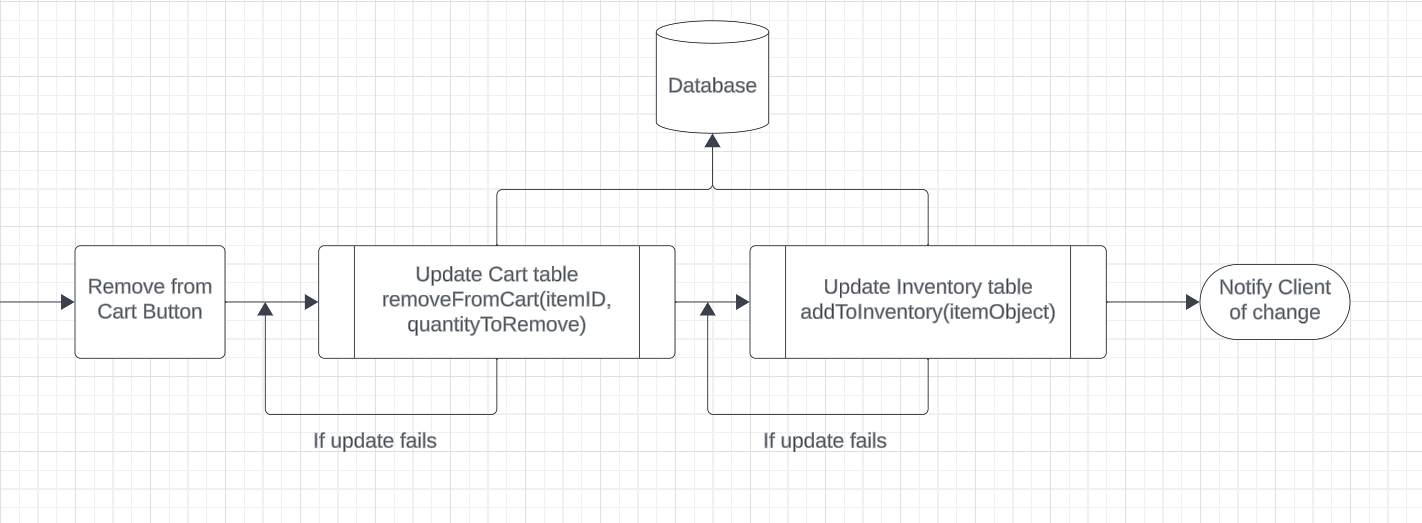 Database
Remove from
Cart Button
Update Cart table
removeFromCart(itemID,
quantityToRemove)
Update Inventory table
addToInventory(itemObject)
Notify Client
of change
If update fails
If update fails